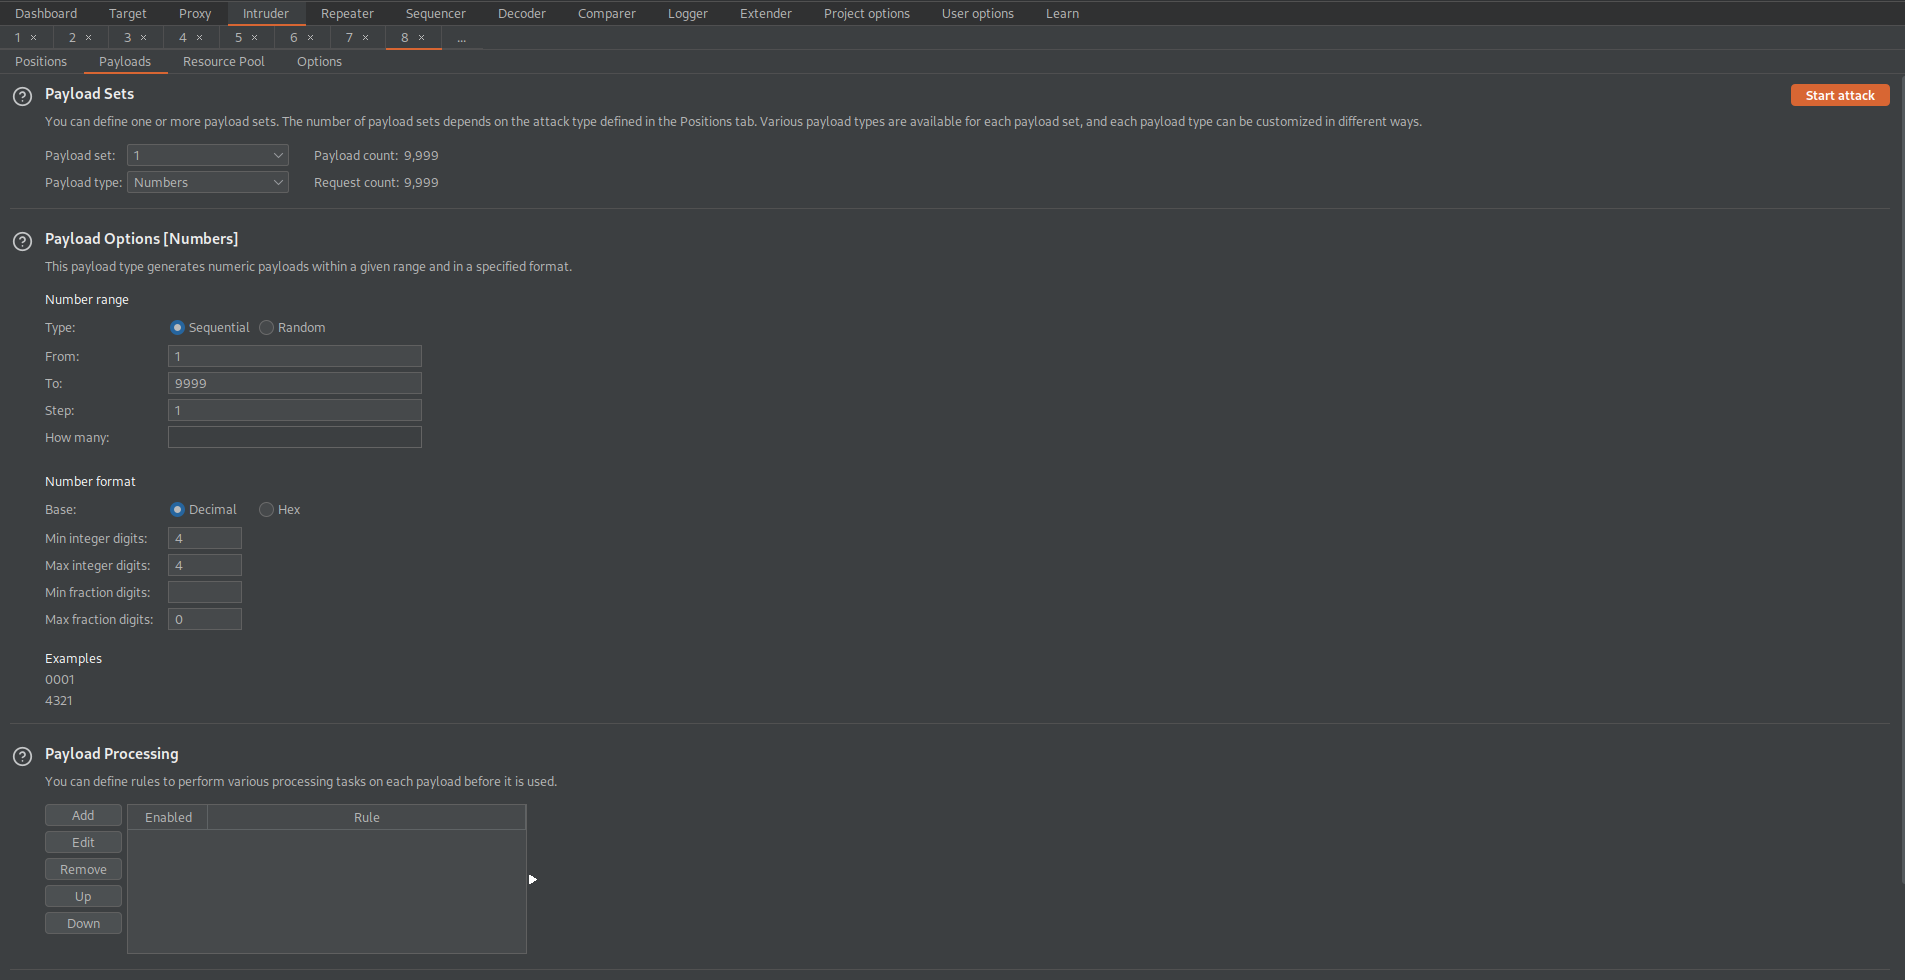 Dashboard Target Proxy Intruder Repeater Sequencer Decoder Comparer Logger Extender Project options User options Learn
1 × 2 × 3 × 4 × 5 × 6 × 7 × 8 × ...
Positions Payloads Resource Pool Options
? Payload Sets Start attack
You can define one or more payload sets. The number of payload sets depends on the attack type defined in the Positions tab. Various payload types are available for each payload set, and each payload type can be customized in different ways.
Payload set: 1 Payload count: 9,999
Payload type: Numbers Request count: 9,999
? Payload Options [Numbers]
This payload type generates numeric payloads within a given range and in a specified format.
Number range
Type: Sequential Random
From: 1
To: 9999
Step: 1
How many:
Number format
Base: Decimal Hex
Min integer digits: 4
Max integer digits: 4
Min fraction digits:
Max fraction digits: 0
Examples
0001
4321
? Payload Processing
You can define rules to perform various processing tasks on each payload before it is used.
Add Enabled Rule
Edit
Remove
Up
Down